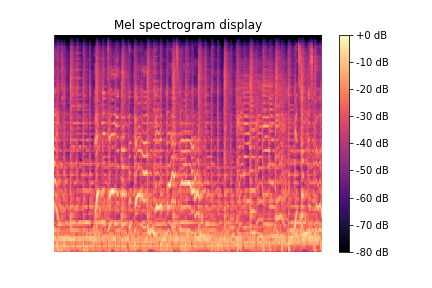 Mel spectrogram display
+0 dB
-10 dB
-20 dB
-30 dB
-40 dB
-50 dB
-60 dB
-70 dB
-80 dB